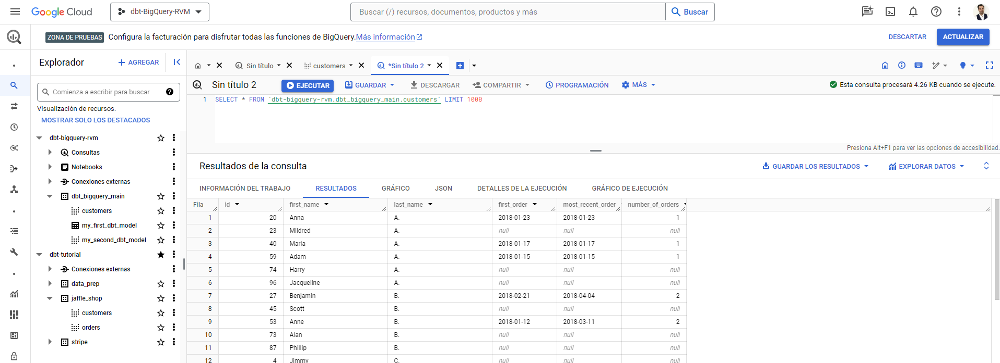 Google Cloud
dbt-BigQuery-RVM
Buscar (/) recursos, documentos, productos y más
Buscar
ZONA DE PRUEBAS Configura la facturación para disfrutar todas las funciones de BigQuery. Más información
DESCARTAR
ACTUALIZAR
Explorador
AGREGAR
Comienza a escribir para buscar
Visualización de recursos.
MOSTRAR SOLO LOS DESTACADOS
dbt-bigquery-rvm
Consultas
Notebooks
Conexiones externas
dbt_bigquery_main
customers
my_first_dbt_model
my_second_dbt_model
dbt-tutorial
Conexiones externas
data_prep
jaffle_shop
customers
orders
stripe
Sin título
customers
*Sin título 2
Sin título 2
EJECUTAR
GUARDAR
DESCARGAR
COMPARTIR
PROGRAMACIÓN
MÁS
Esta consulta procesará 4.26 KB cuando se ejecute.
1 SELECT * FROM `dbt-bigquery-rvm.dbt_bigquery_main.customers` LIMIT 1000
Presiona Alt+F1 para ver las opciones de accesibilidad.
Resultados de la consulta
GUARDAR LOS RESULTADOS
EXPLORAR DATOS
INFORMACIÓN DEL TRABAJO RESULTADOS GRÁFICO JSON DETALLES DE LA EJECUCIÓN GRÁFICO DE EJECUCIÓN
Fila id first_name last_name first_order most_recent_order number_of_orders
1 20 Anna A. 2018-01-23 2018-01-23 1
2 23 Mildred A. null null null
3 40 Maria A. 2018-01-17 2018-01-17 1
4 59 Adam A. 2018-01-15 2018-01-15 1
5 74 Harry A. null null null
6 96 Jacqueline A. null null null
7 27 Benjamin B. 2018-02-21 2018-04-04 2
8 45 Scott B. null null null
9 53 Anne B. 2018-01-12 2018-03-11 2
10 73 Alan B. null null null
11 87 Phillip B. null null null
12 4 Jimmy C. null null null